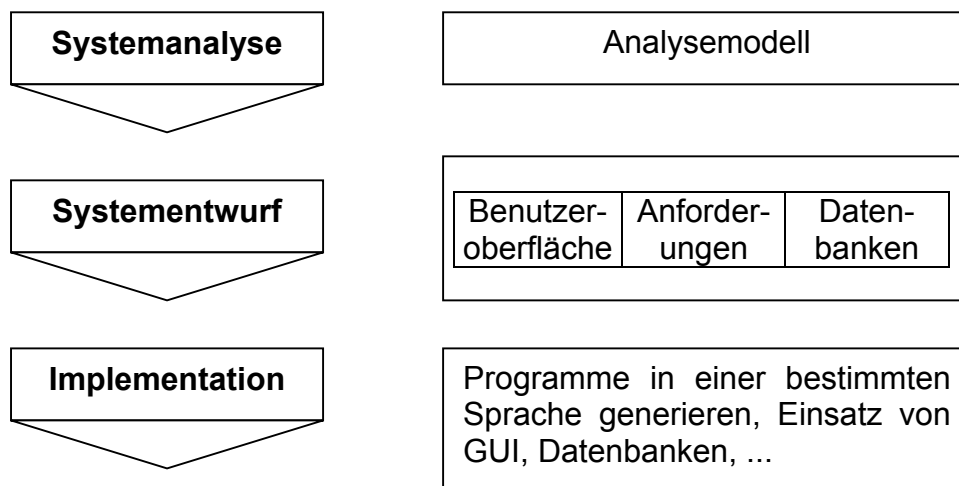 Systemanalyse
Analysemodell
Systementwurf
Benutzer-
oberfläche
Anforder-
ungen
Daten-
banken
Implementation
Programme in einer bestimmten
Sprache generieren, Einsatz von
GUI, Datenbanken, ...